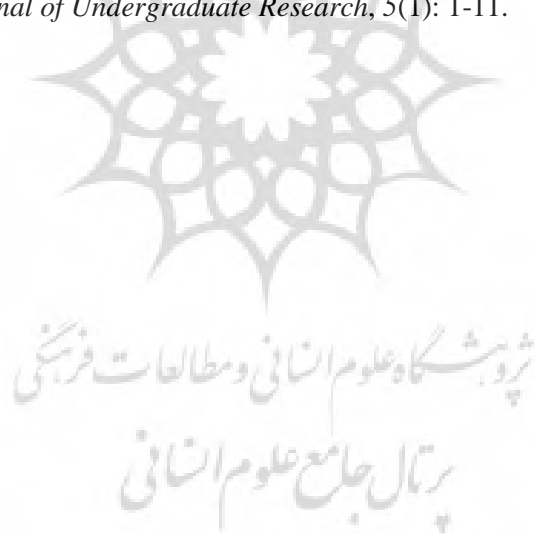 nal of Undergraduate Research, 5(1): 1-11.
پژوهشگاه علوم انسانی و مطالعات فرهنگی
پرتال جامع علوم انسانی